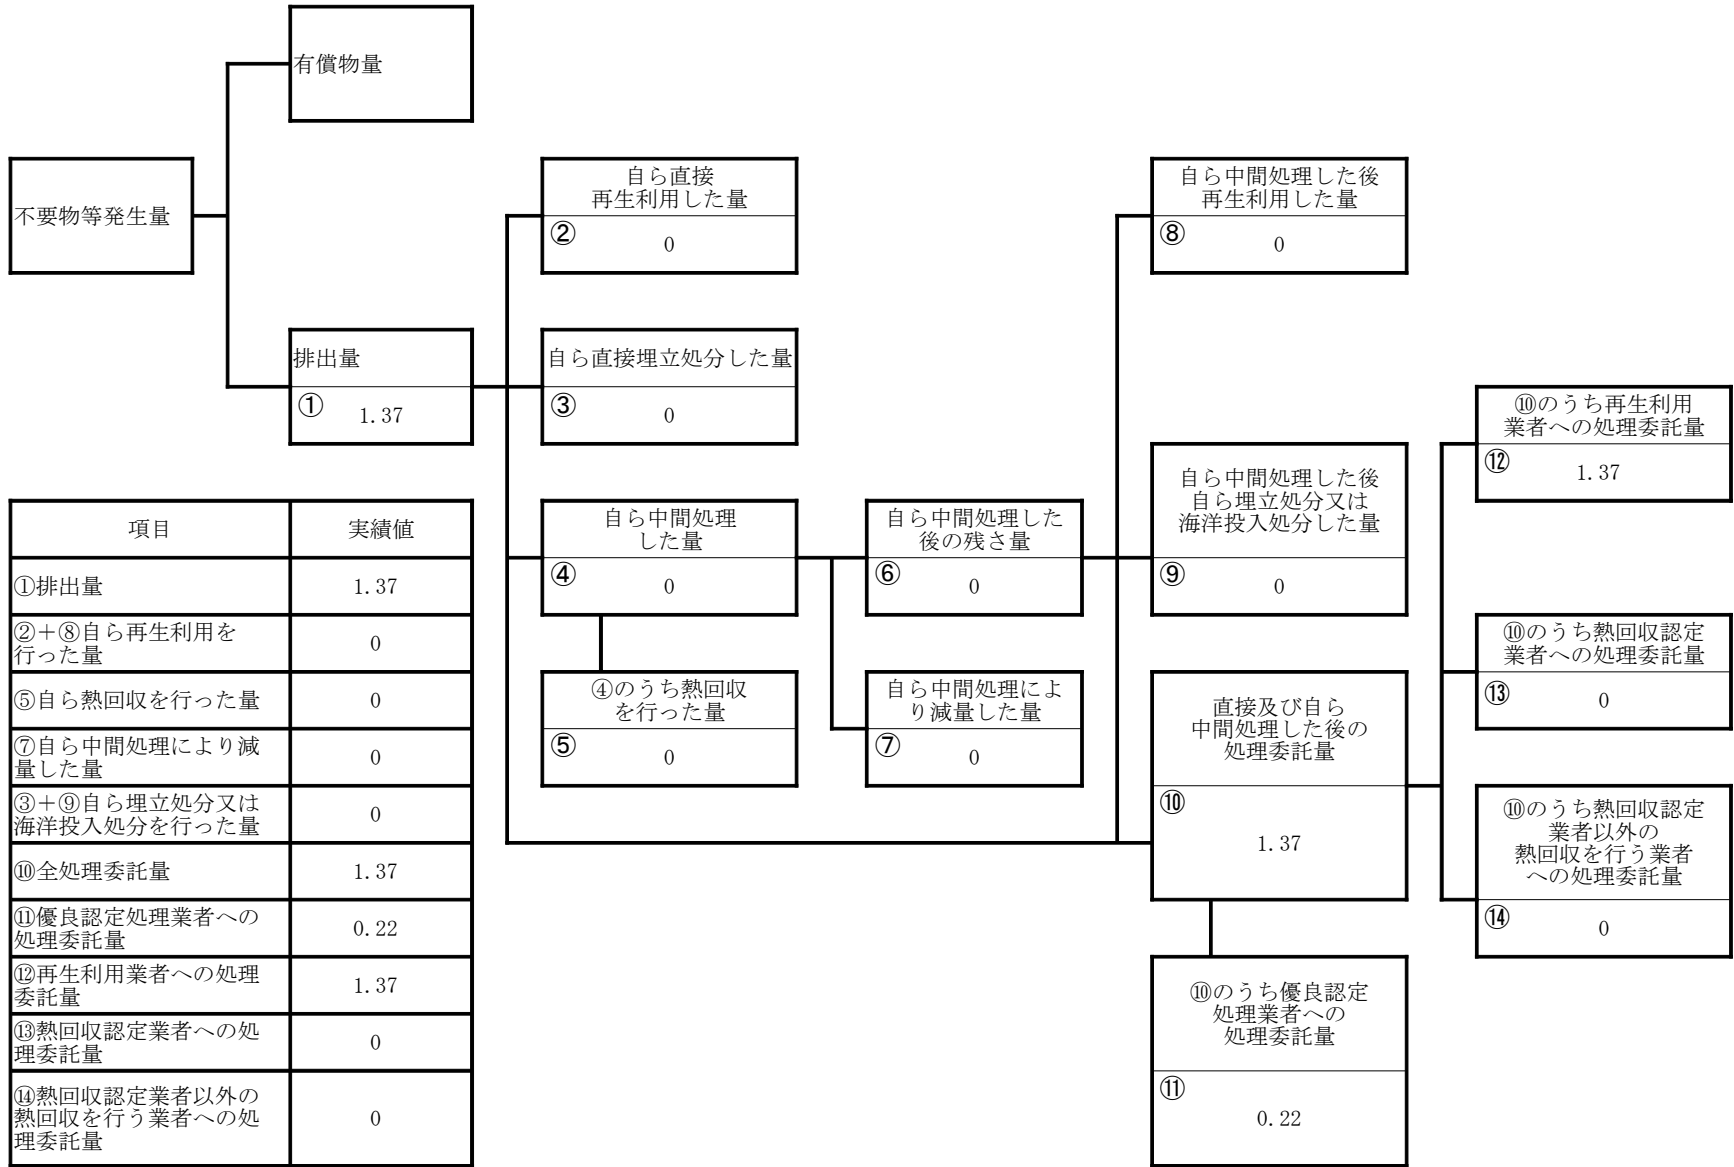 有償物量
不要物等発生量
自ら直接
再生利用した量
②
0
自ら中間処理した後
再生利用した量
⑧
0
排出量
①
1.37
自ら直接埋立処分した量
③
0
⑩のうち再生利用
業者への処理委託量
⑫
1.37
自ら中間処理
した量
④
0
自ら中間処理した
後の残さ量
⑥
0
自ら中間処理した後
自ら埋立処分又は
海洋投入処分した量
⑨
0
④のうち熱回収
を行った量
⑤
0
自ら中間処理によ
り減量した量
⑦
0
直接及び自ら
中間処理した後の
処理委託量
⑩
1.37
⑩のうち熱回収認定
業者への処理委託量
⑬
0
⑩のうち熱回収認定
業者以外の
熱回収を行う業者
への処理委託量
⑭
0
⑩のうち優良認定
処理業者への
処理委託量
⑪
0.22
項目 実績値
①排出量 1.37
②+⑧自ら再生利用を
行った量 0
⑤自ら熱回収を行った量 0
⑦自ら中間処理により減
量した量 0
③+⑨自ら埋立処分又は
海洋投入処分を行った量 0
⑩全処理委託量 1.37
⑪優良認定処理業者への
処理委託量 0.22
⑫再生利用業者への処理
委託量 1.37
⑬熱回収認定業者への処
理委託量 0
⑭熱回収認定業者以外の
熱回収を行う業者への処
理委託量 0